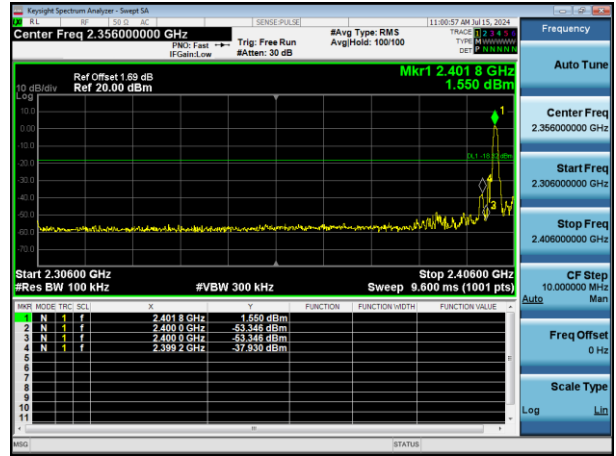 Keysight Spectrum Analyzer - Swept SA
RL RF 50 Ω AC SENSE:PULSE 11:00:57 AM Jul 15, 2024
Center Freq 2.356000000 GHz
PNO: Fast
IFGain:Low
Trig: Free Run
#Atten: 30 dB
#Avg Type: RMS
Avg|Hold: 100/100
TRACE 1 2 3 4 5 6
TYPE M WWWWW
DET P N N N N N
Frequency
Auto Tune
Center Freq
2.356000000 GHz
Start Freq
2.306000000 GHz
Stop Freq
2.406000000 GHz
CF Step
10.000000 MHz
Auto Man
Freq Offset
0 Hz
Scale Type
Log Lin
Ref Offset 1.69 dB
Ref 20.00 dBm
10 dB/div
Log
Mkr1 2.401 8 GHz
1.550 dBm
10.0
0.00
-10.0
-20.0
-30.0
-40.0
-50.0
-60.0
-70.0
1
4
3
Start 2.30600 GHz Stop 2.40600 GHz
#Res BW 100 kHz #VBW 300 kHz Sweep 9.600 ms (1001 pts)
MKR MODE TRC SCL X Y FUNCTION FUNCTION WIDTH FUNCTION VALUE
1 N 1 f 2.401 8 GHz 1.550 dBm
2 N 1 f 2.400 0 GHz -53.346 dBm
3 N 1 f 2.400 0 GHz -53.346 dBm
4 N 1 f 2.399 2 GHz -37.930 dBm
5
6
7
8
9
10
11
MSG STATUS